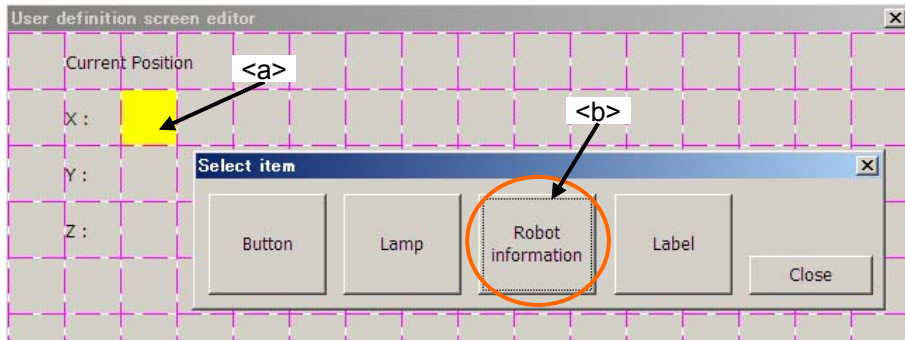 User definition screen editor
Current Position
<a>
X :
<b>
Select item
Y :
Z :
Button
Lamp
Robot
information
Label
Close